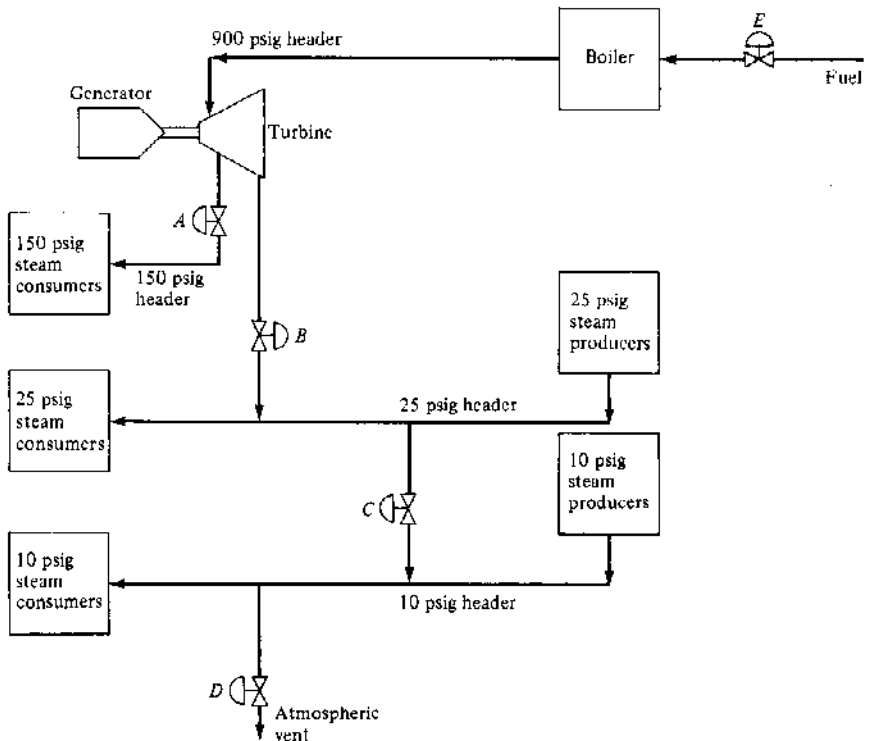 E
900 psig header
Boiler
Fuel
Generator
Turbine
A
150 psig
steam
consumers
150 psig
header
B
25 psig
steam
producers
25 psig
steam
consumers
25 psig header
10 psig
steam
producers
C
10 psig
steam
consumers
10 psig header
D
Atmospheric
vent